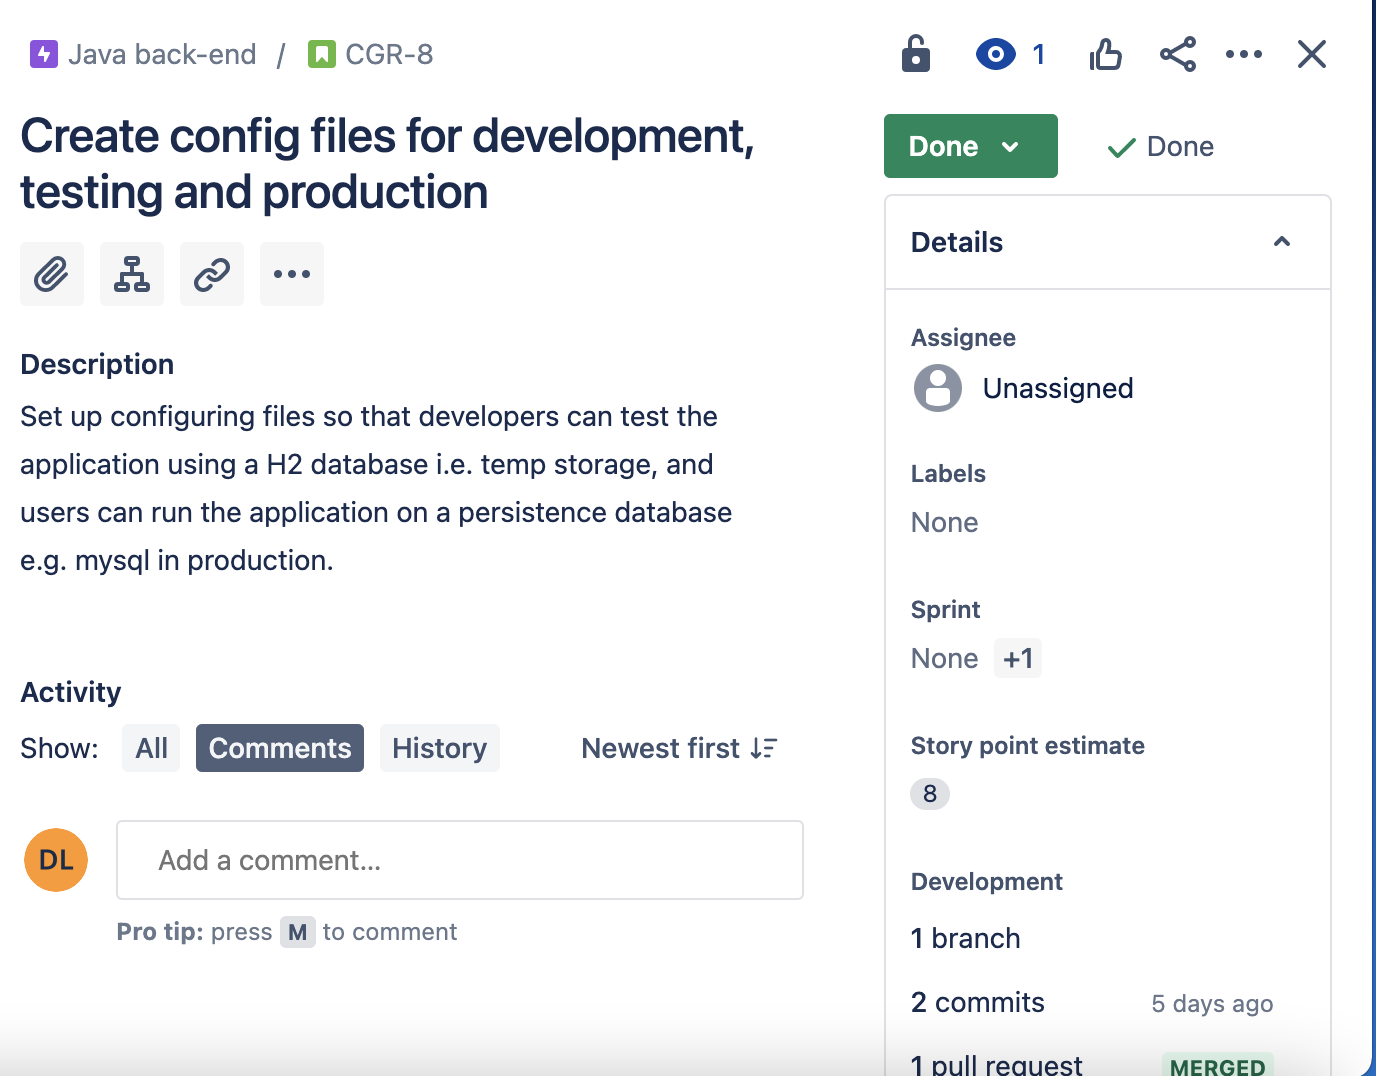 Java back-end / CGR-8
1
Create config files for development,
testing and production
Done
Done
Details
Description
Set up configuring files so that developers can test the
application using a H2 database i.e. temp storage, and
users can run the application on a persistence database
e.g. mysql in production.
Activity
Show: All Comments History Newest first
DL
Add a comment...
Pro tip: press M to comment
Assignee
Unassigned
Labels
None
Sprint
None +1
Story point estimate
8
Development
1 branch
2 commits 5 days ago
1 pull request MERGED